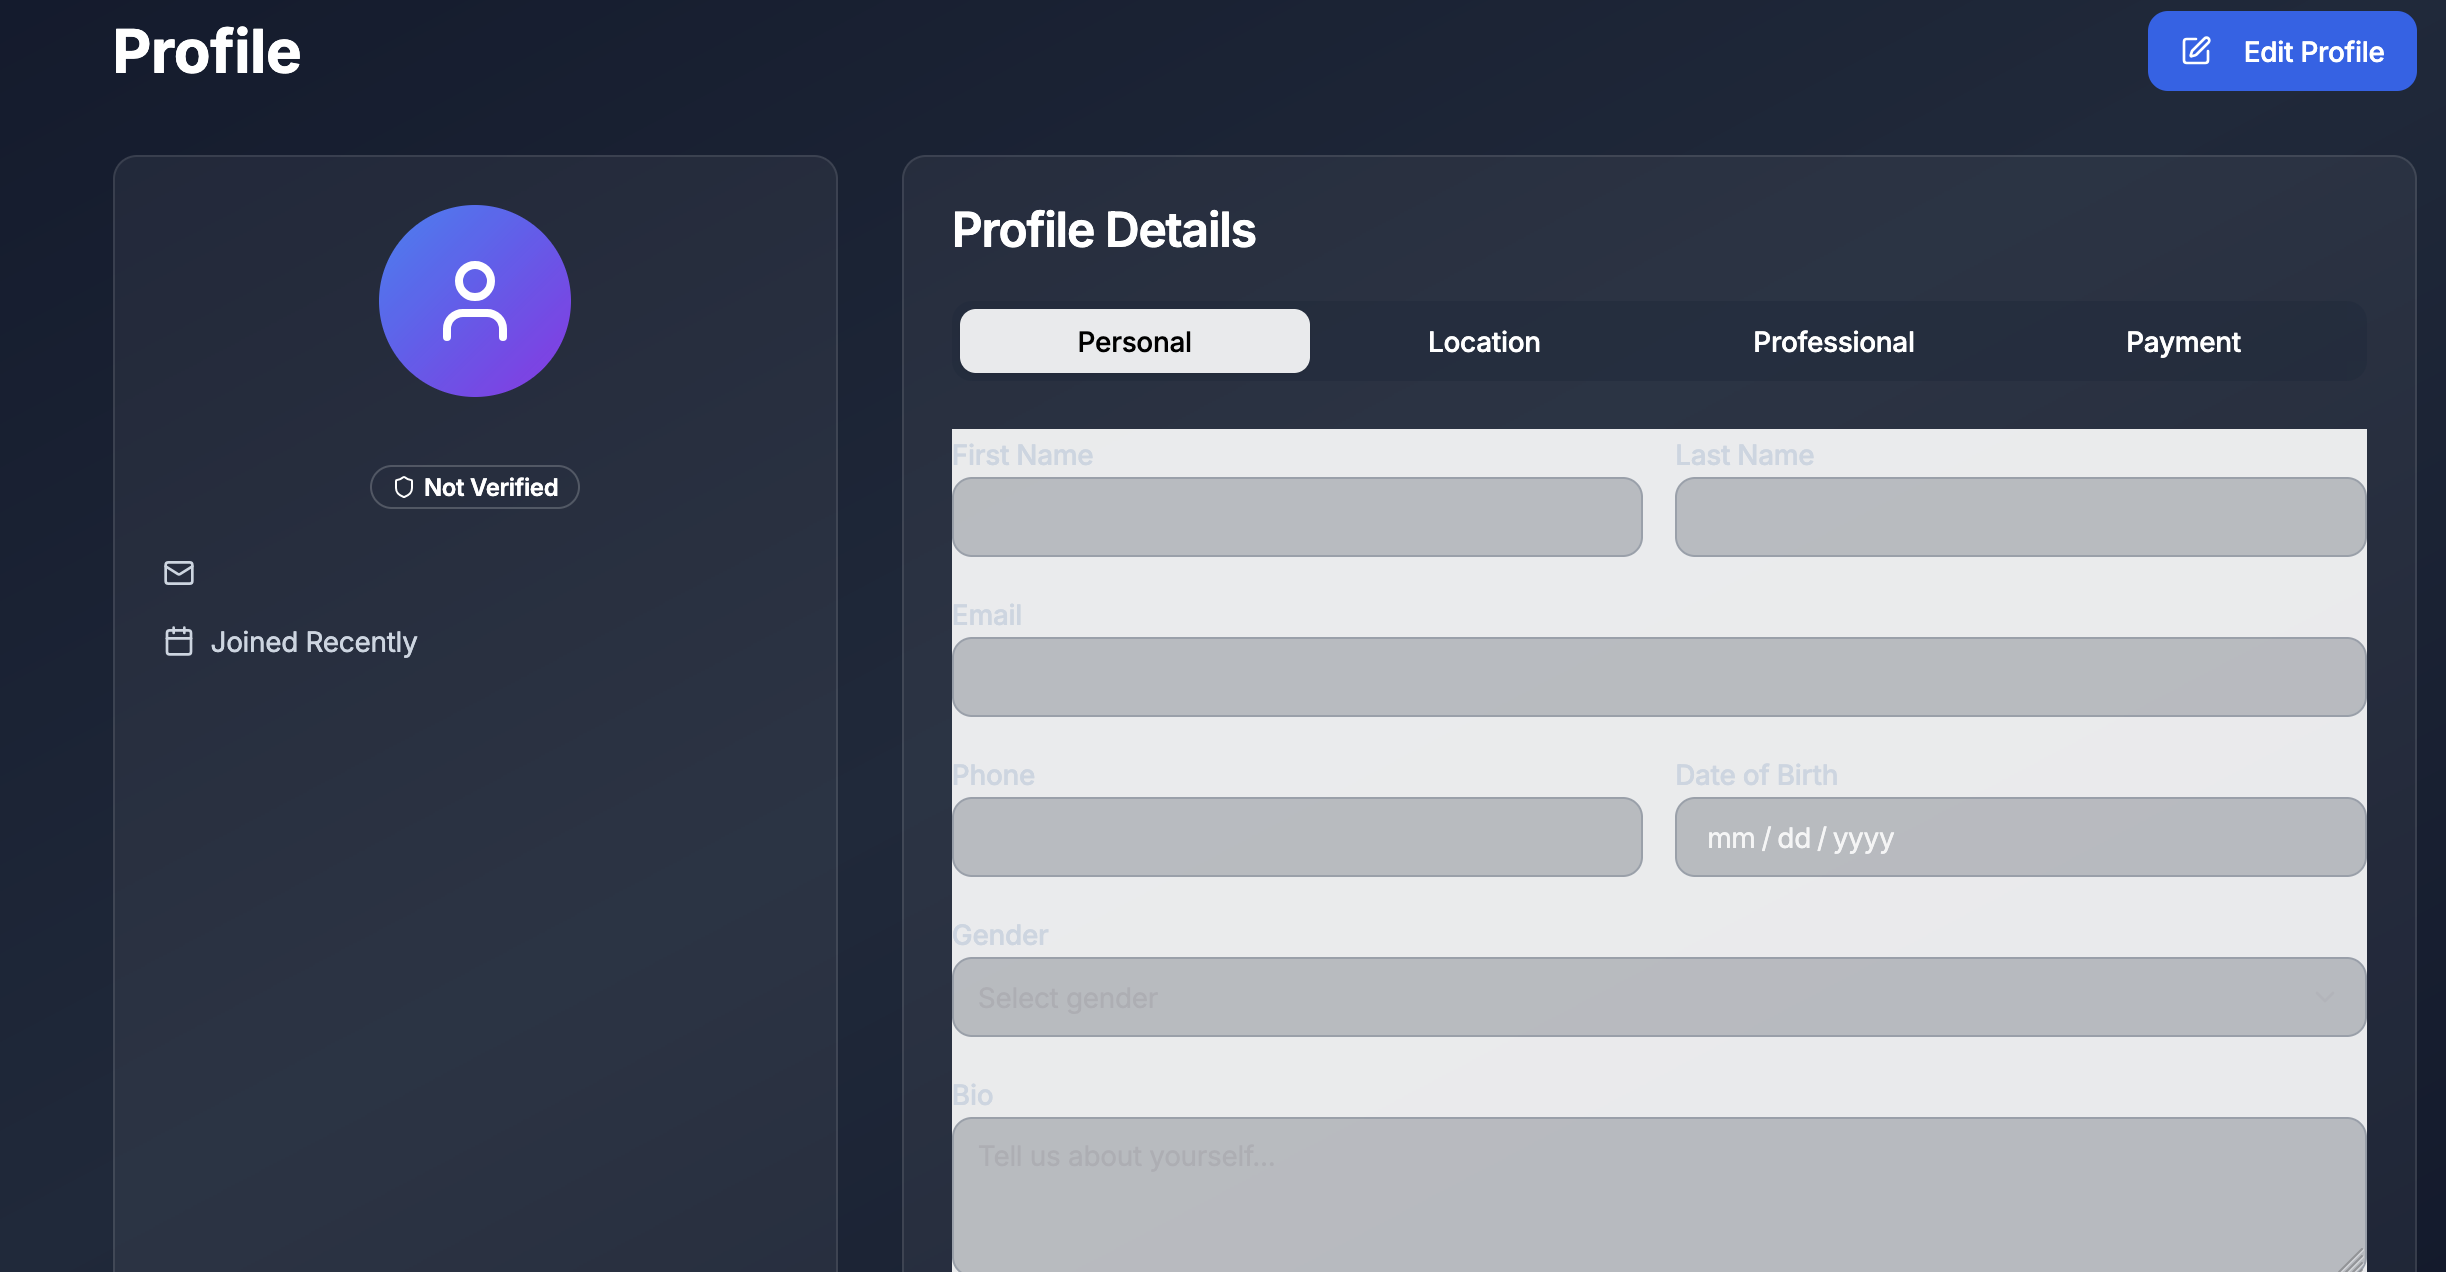 Profile
Edit Profile
Not Verified
Joined Recently
Profile Details
Personal
Location
Professional
Payment
First Name
Last Name
Email
Phone
Date of Birth
mm / dd / yyyy
Gender
Select gender
Bio
Tell us about yourself...